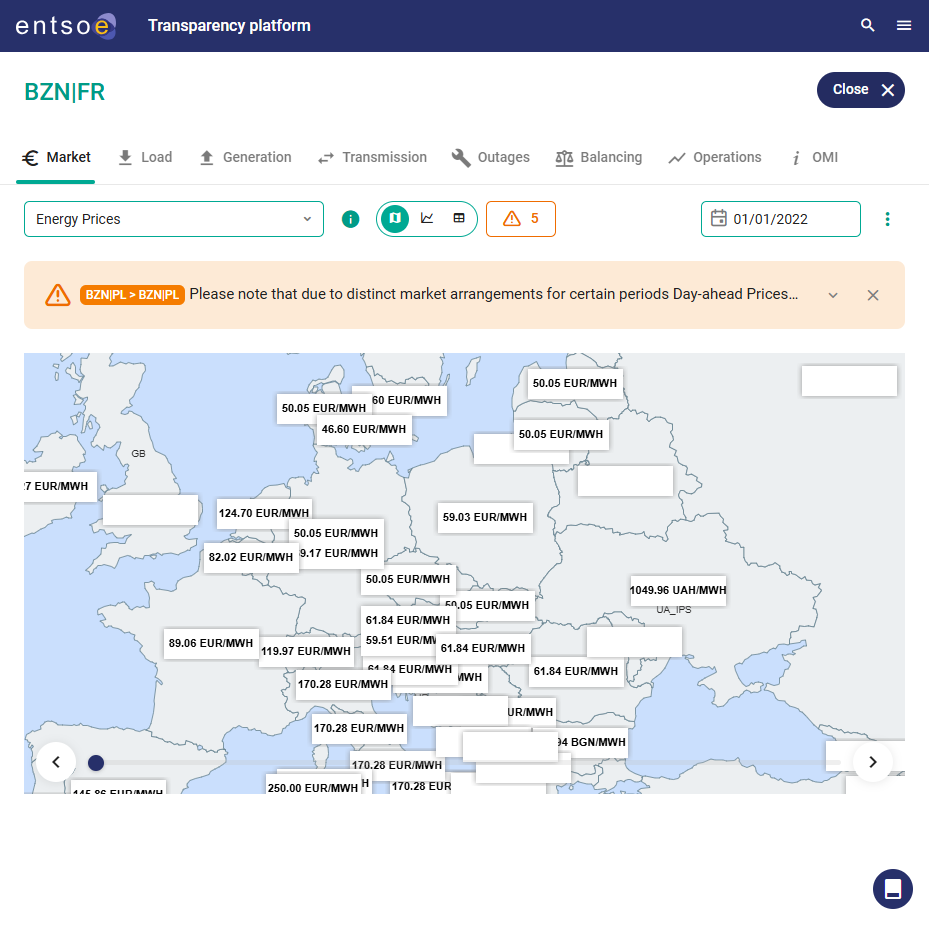 entsoe Transparency platform
BZN|FR
Close
Market Load Generation Transmission Outages Balancing Operations OMI
Energy Prices
5
01/01/2022
BZN|PL > BZN|PL Please note that due to distinct market arrangements for certain periods Day-ahead Prices...
50.05 EUR/MWH
60 EUR/MWH
50.05 EUR/MWH
46.60 EUR/MWH
50.05 EUR/MWH
GB
7 EUR/MWH
124.70 EUR/MWH
59.03 EUR/MWH
50.05 EUR/MWH
82.02 EUR/MWH
9.17 EUR/MWH
50.05 EUR/MWH
1049.96 UAH/MWH
UA_IPS
50.05 EUR/MWH
61.84 EUR/MWH
89.06 EUR/MWH
119.97 EUR/MWH
59.51 EUR/MW
61.84 EUR/MWH
61.84 EUR/MWH
MWH
61.84 EUR/MWH
170.28 EUR/MWH
UR/MWH
170.28 EUR/MWH
94 BGN/MWH
170.28 EUR/MWH
250.00 EUR/MWH
H
170.28 EUR
145.86 EUR/MWH